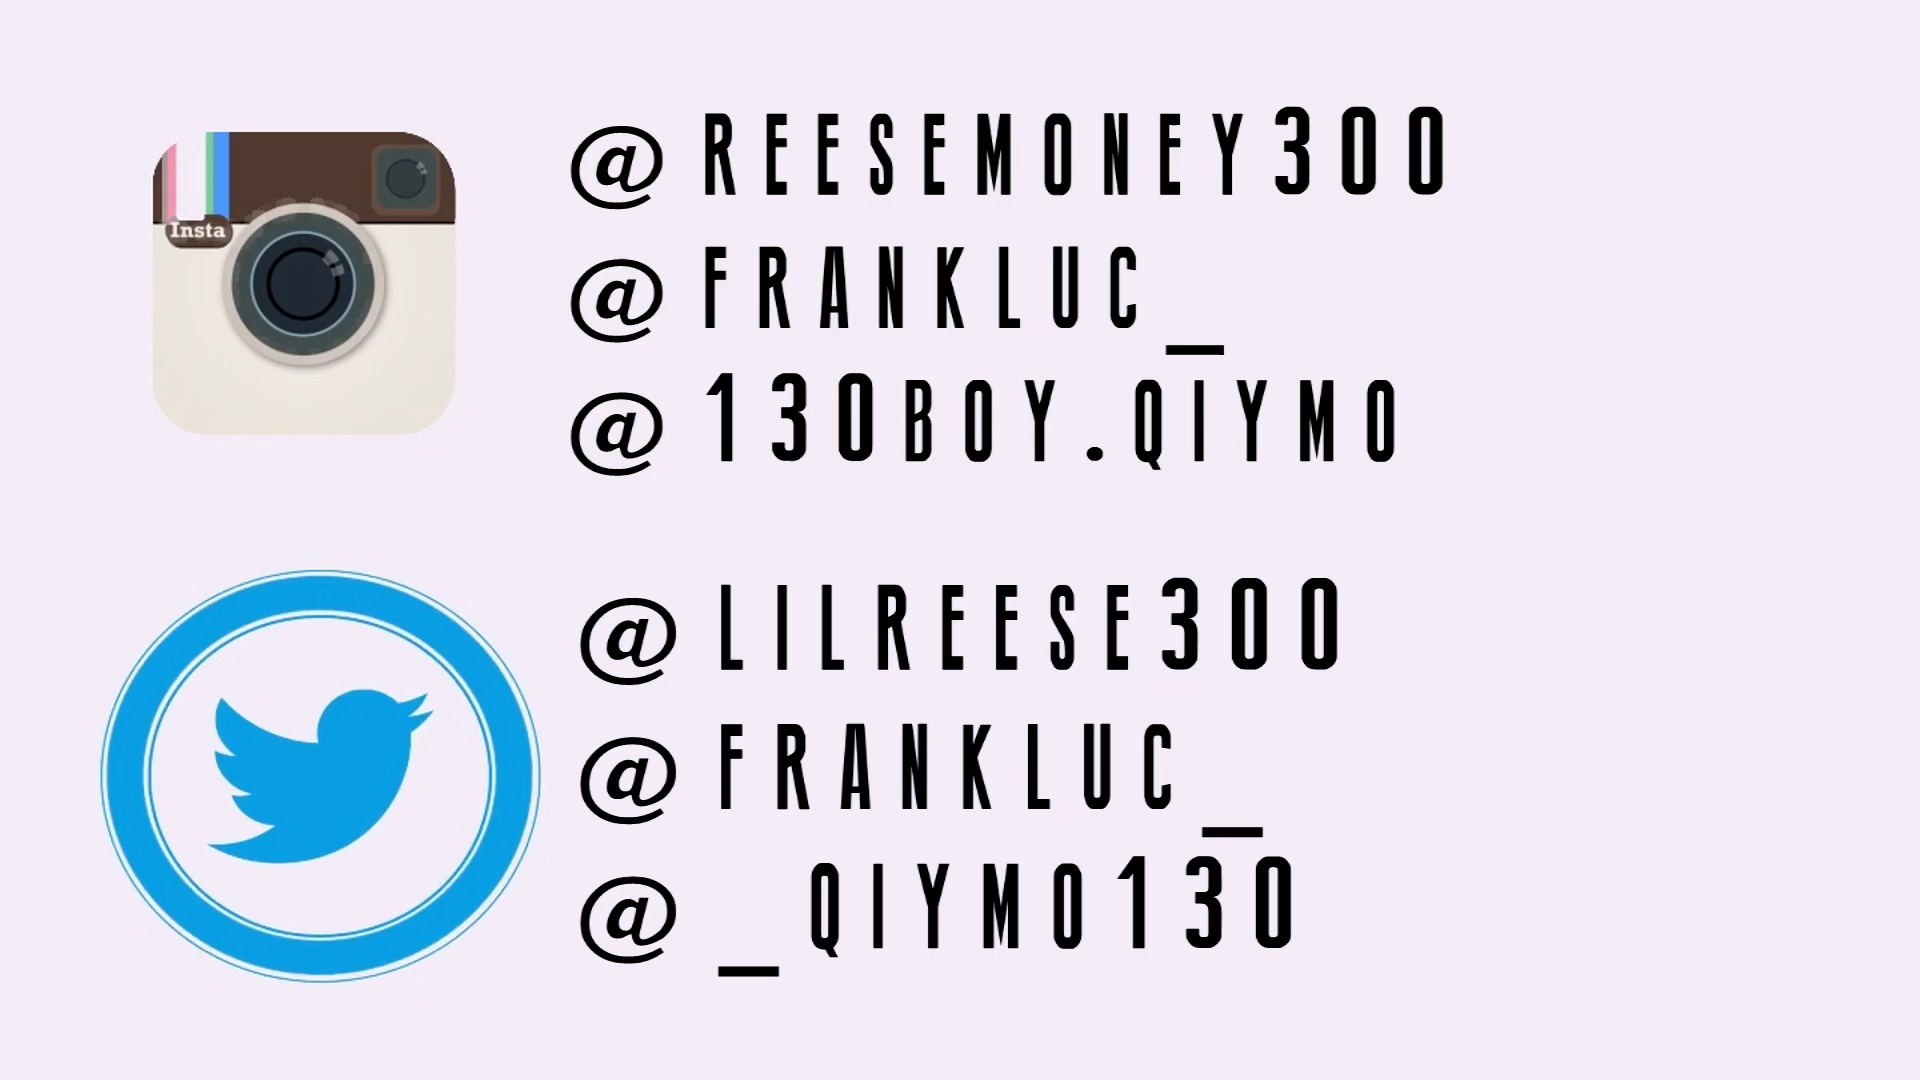 Insta
@REESEMONEY300
@FRANKLUC_
@130BOY.QIYMO
@LILREESE300
@FRANKLUC_
@_QIYMO130